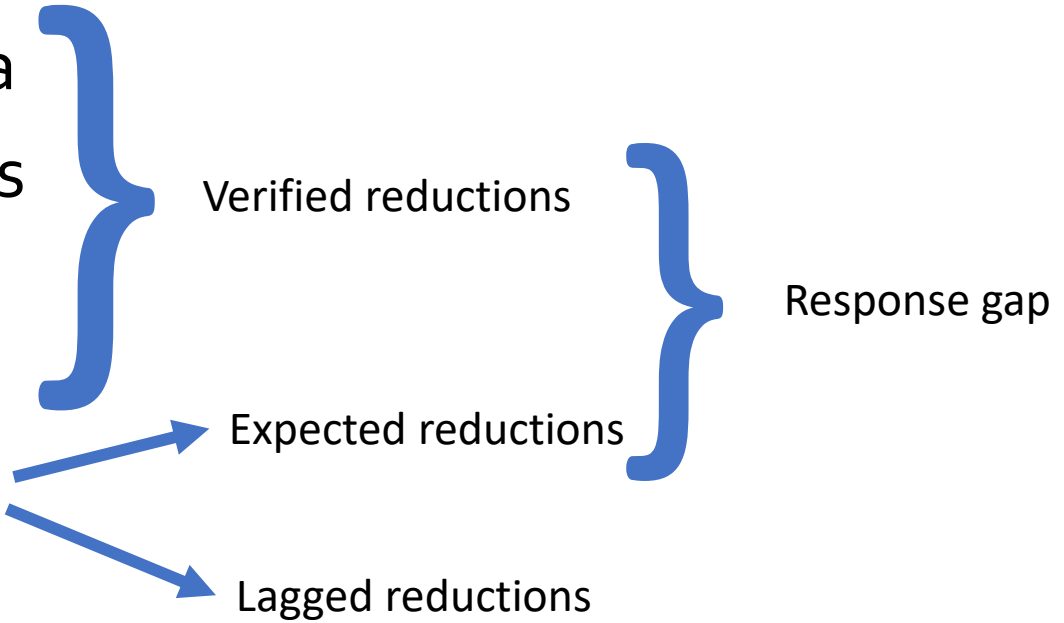 a
s
Verified reductions
Response gap
Expected reductions
Lagged reductions